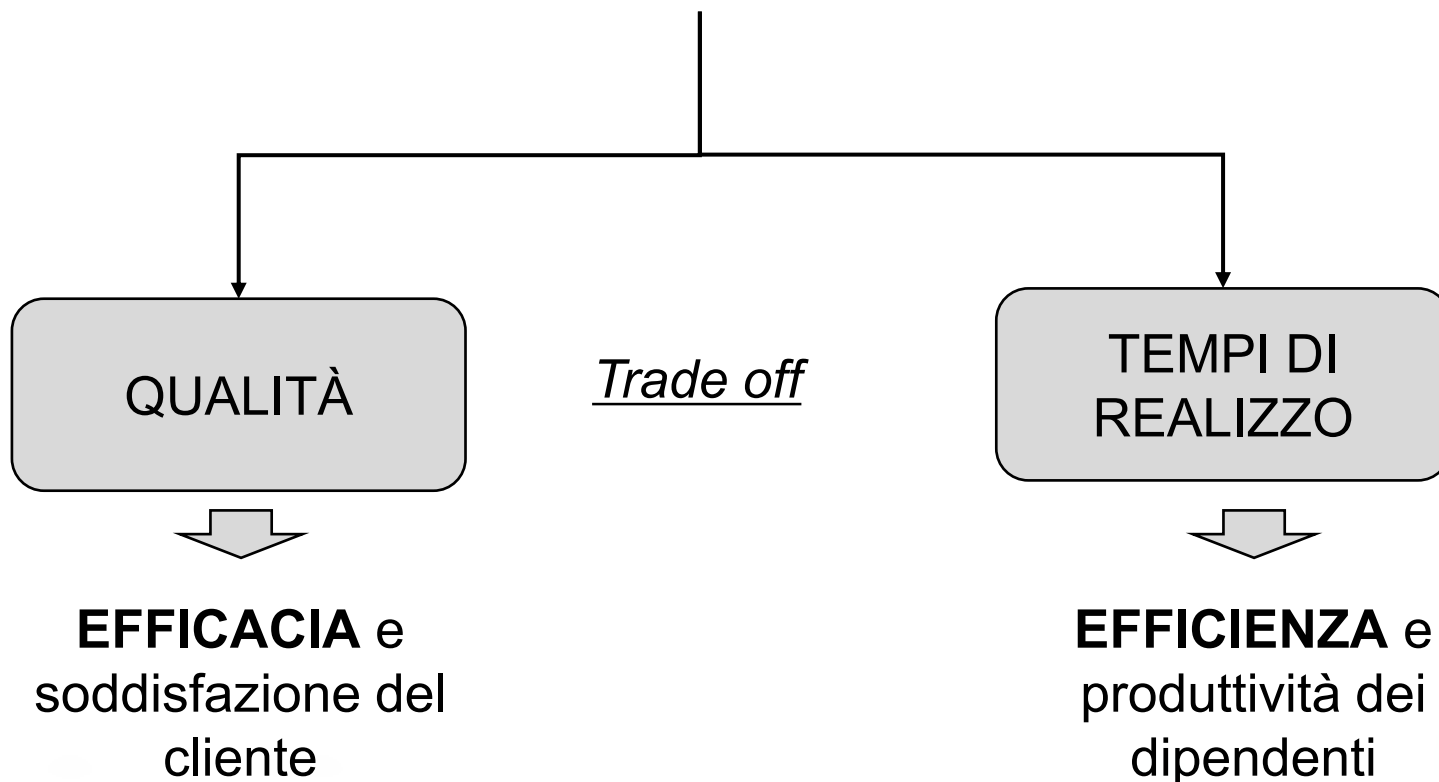 QUALITÀ
Trade off
TEMPI DI
REALIZZO
EFFICACIA e
soddisfazione del
cliente
EFFICIENZA e
produttività dei
dipendenti